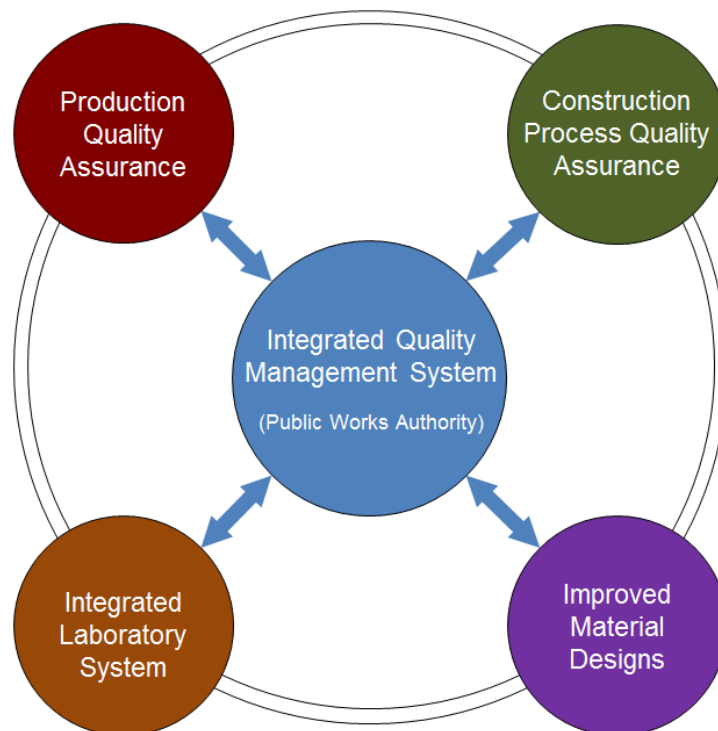 Production
Quality
Assurance
Construction
Process Quality
Assurance
Integrated Quality
Management System
(Public Works Authority)
Integrated
Laboratory
System
Improved
Material
Designs